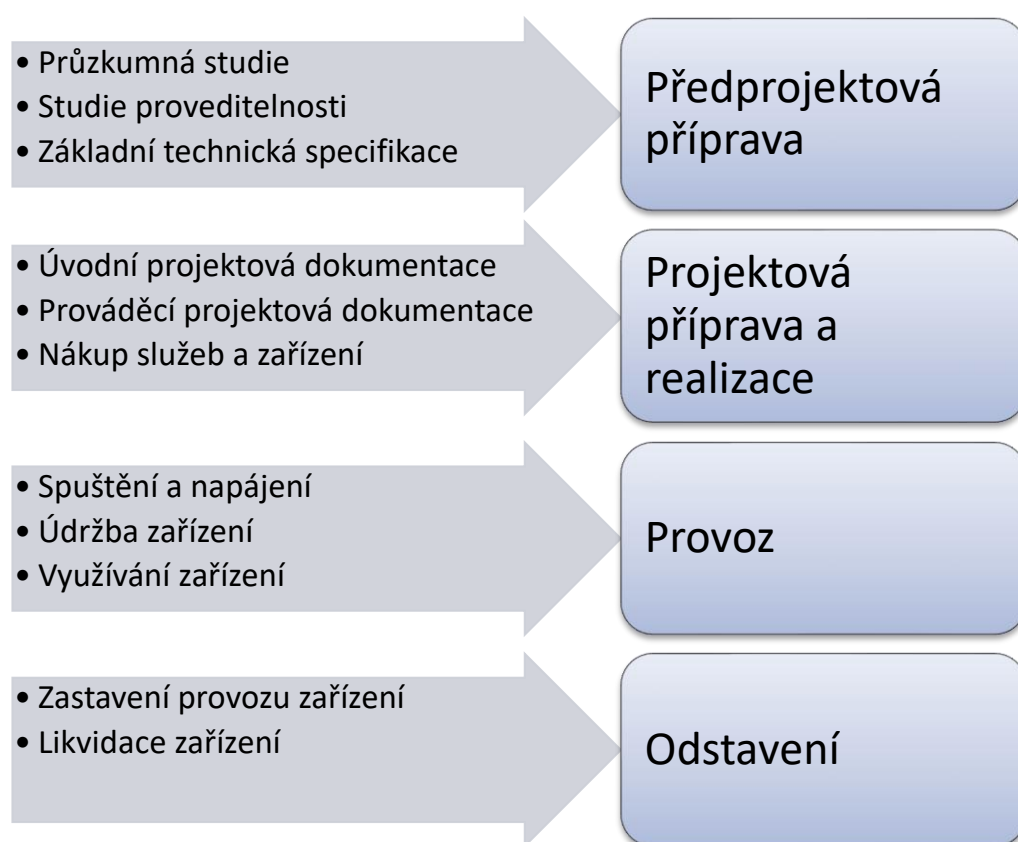 • Průzkumná studie
• Studie proveditelnosti
• Základní technická specifikace
Předprojektová
příprava
• Úvodní projektová dokumentace
• Prováděcí projektová dokumentace
• Nákup služeb a zařízení
Projektová
příprava a
realizace
• Spuštění a napájení
• Údržba zařízení
• Využívání zařízení
Provoz
• Zastavení provozu zařízení
• Likvidace zařízení
Odstavení